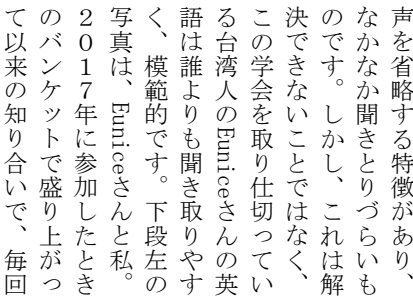 声を省略する特徴があり、
なかなか聞きとりづらいも
のです。しかし、これは解
決できないことではなく、
この学会を取り仕切ってい
る台湾人のEuniceさんの英
語は誰よりも聞き取りやす
く、模範的です。下段左の
写真は、Euniceさんと私。
２０１７年に参加したとき
のバンケットで盛り上がっ
て以来の知り合いで、毎回